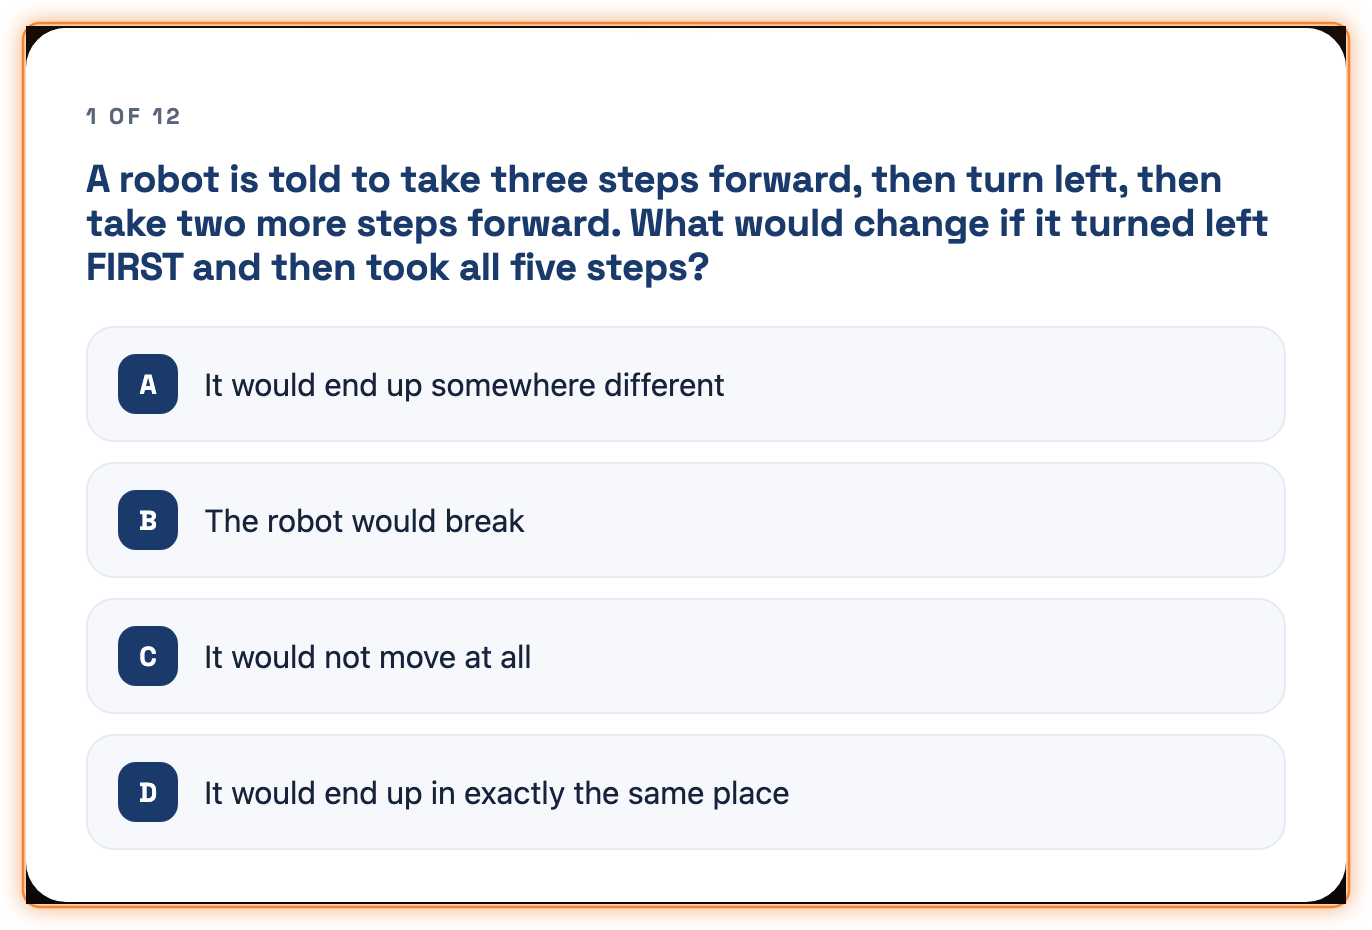 1 OF 12
A robot is told to take three steps forward, then turn left, then
take two more steps forward. What would change if it turned left
FIRST and then took all five steps?
A It would end up somewhere different
B The robot would break
C It would not move at all
D It would end up in exactly the same place